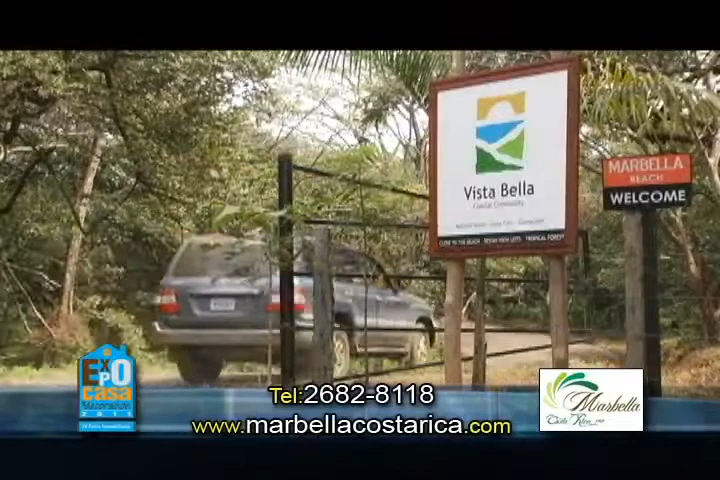 Vista Bella
Coastal Community
CLOSE TO THE BEACH OCEAN VIEW LOTS TROPICAL FOREST
MARBELLA
BEACH
WELCOME
EXPO
casa
2011
Tel:2682-8118
www.marbellacostarica.com
Marbella
Costa Rica